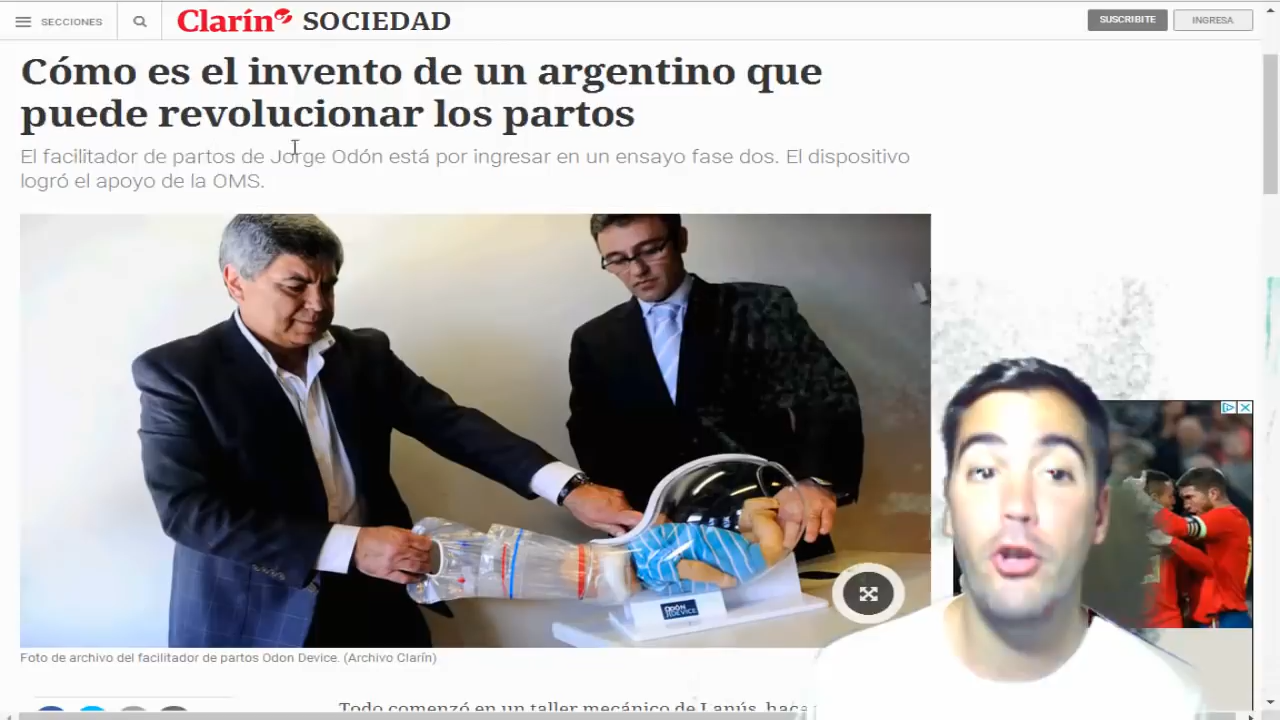 SECCIONES
Clarín SOCIEDAD
SUSCRIBITE
INGRESA
Cómo es el invento de un argentino que
puede revolucionar los partos
El facilitador de partos de Jorge Odón está por ingresar en un ensayo fase dos. El dispositivo
logró el apoyo de la OMS.
ODÓN
DEVICE
Foto de archivo del facilitador de partos Odon Device. (Archivo Clarín)
Todo comenzó en un taller mecánico de Lanús, hace